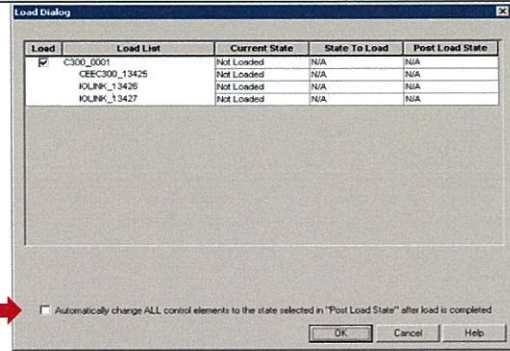 Load Dialog
Load Load List Current State State To Load Post Load State
C300_0001 Not Loaded N/A N/A
CEEC300_13425 Not Loaded N/A N/A
IOLINK_13426 Not Loaded N/A N/A
IOLINK_13427 Not Loaded N/A N/A
Automatically change ALL control elements to the state selected in "Post Load State" after load is completed
OK Cancel Help